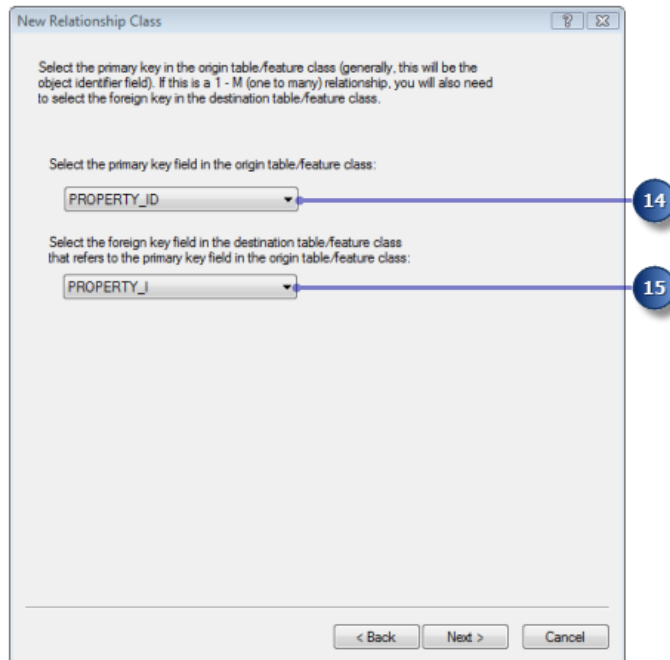 New Relationship Class
Select the primary key in the origin table/feature class (generally, this will be the
object identifier field). If this is a 1 - M (one to many) relationship, you will also need
to select the foreign key in the destination table/feature class.
Select the primary key field in the origin table/feature class:
PROPERTY_ID
14
Select the foreign key field in the destination table/feature class
that refers to the primary key field in the origin table/feature class:
PROPERTY_I
15
< Back
Next >
Cancel